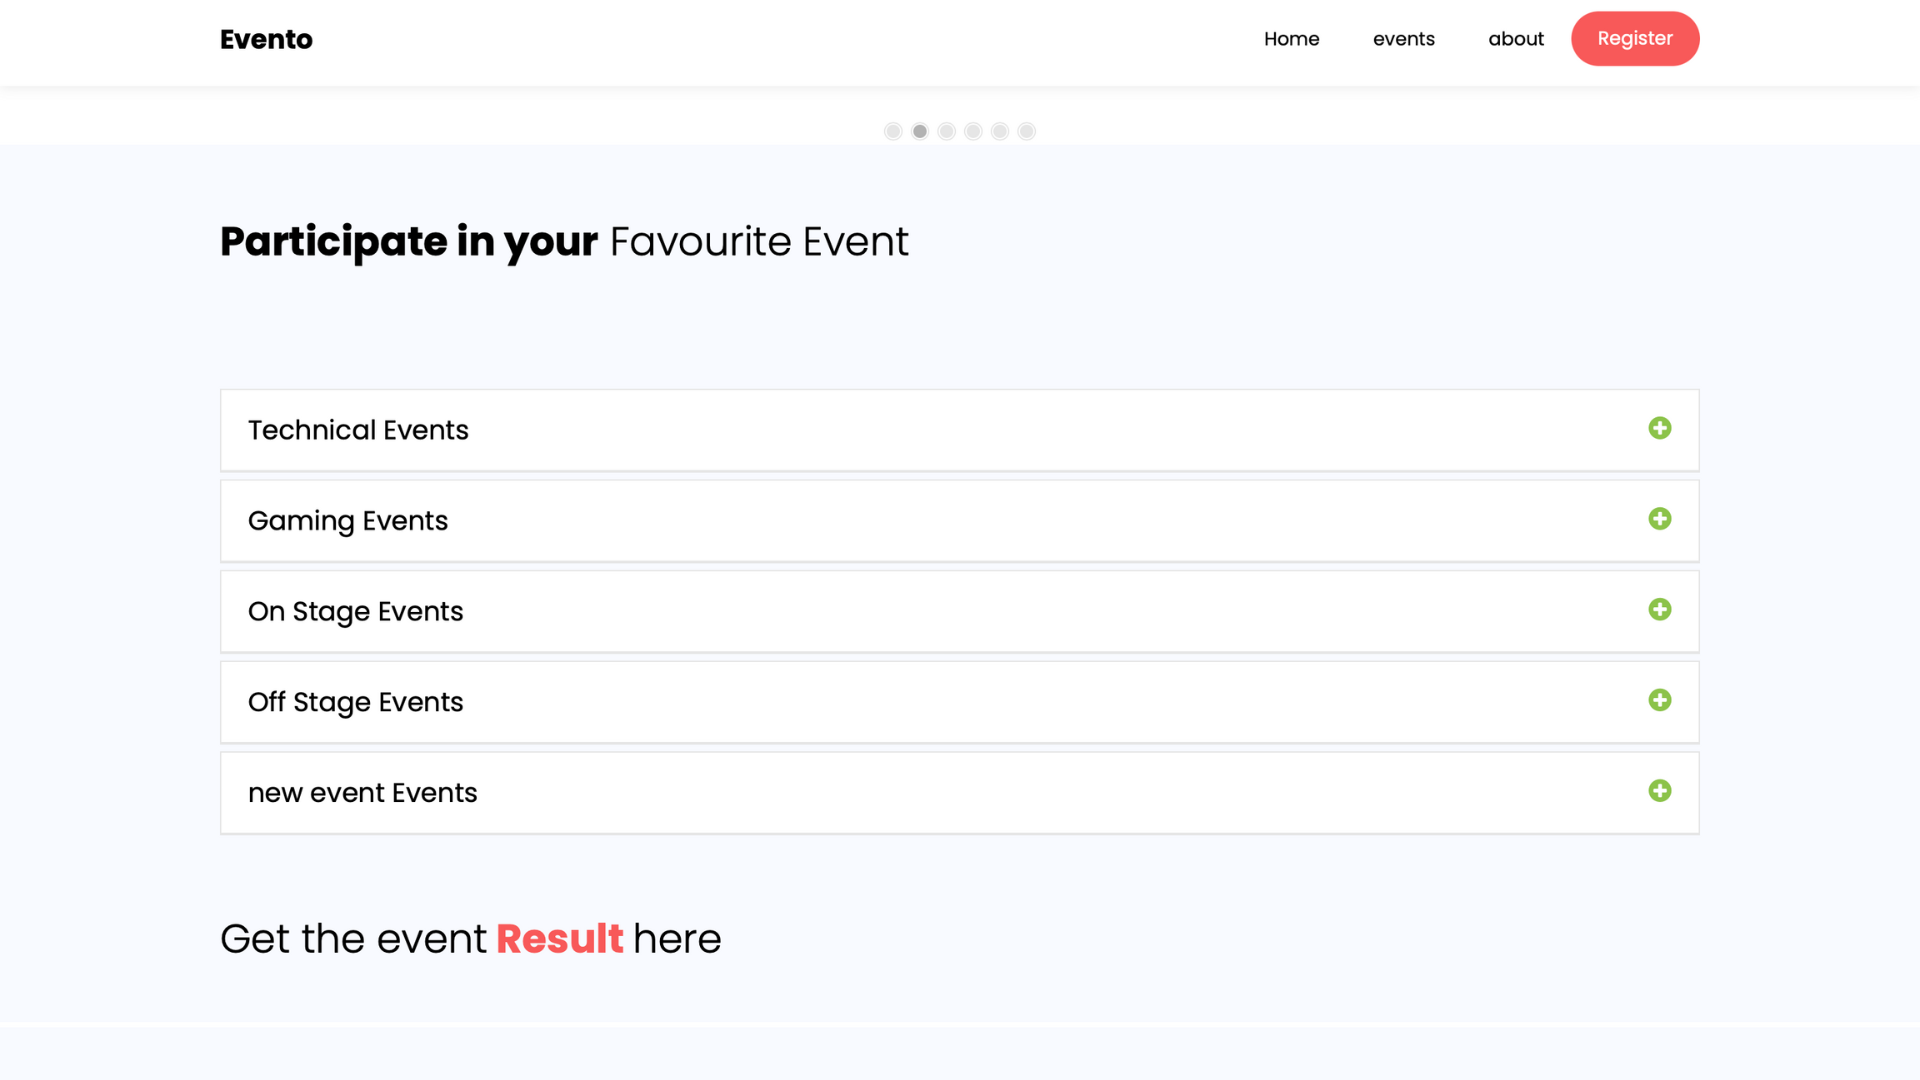 Evento
Home
events
about
Register
Participate in your Favourite Event
Technical Events
Gaming Events
On Stage Events
Off Stage Events
new event Events
Get the event Result here